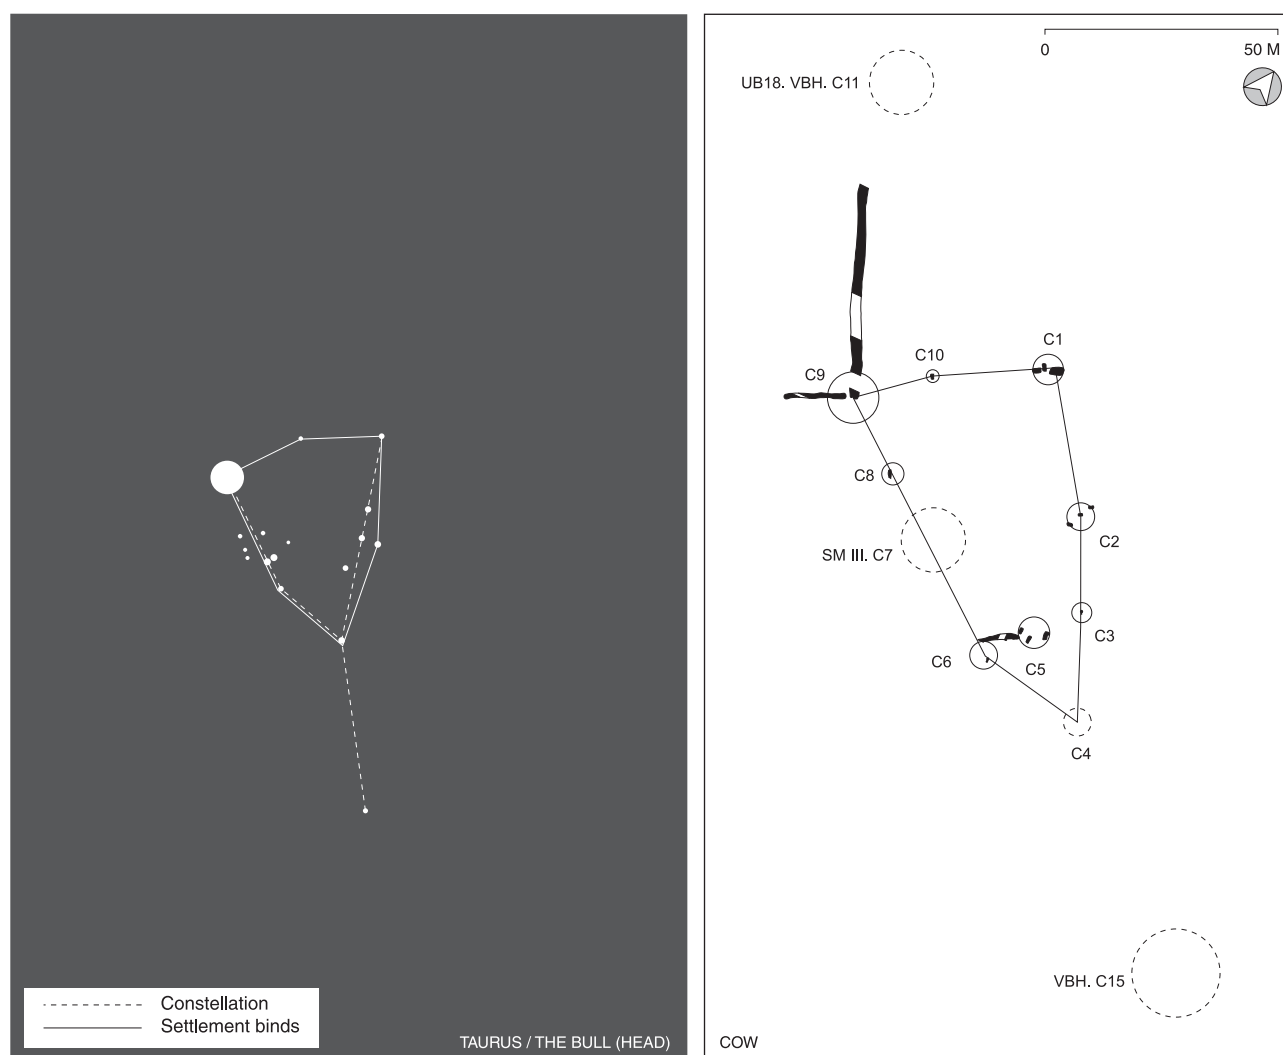 Constellation
Settlement binds
TAURUS / THE BULL (HEAD)
0
50 M
UB18. VBH. C11
C1
C10
C9
C8
C2
SM III. C7
C3
C6
C5
C4
VBH. C15
COW